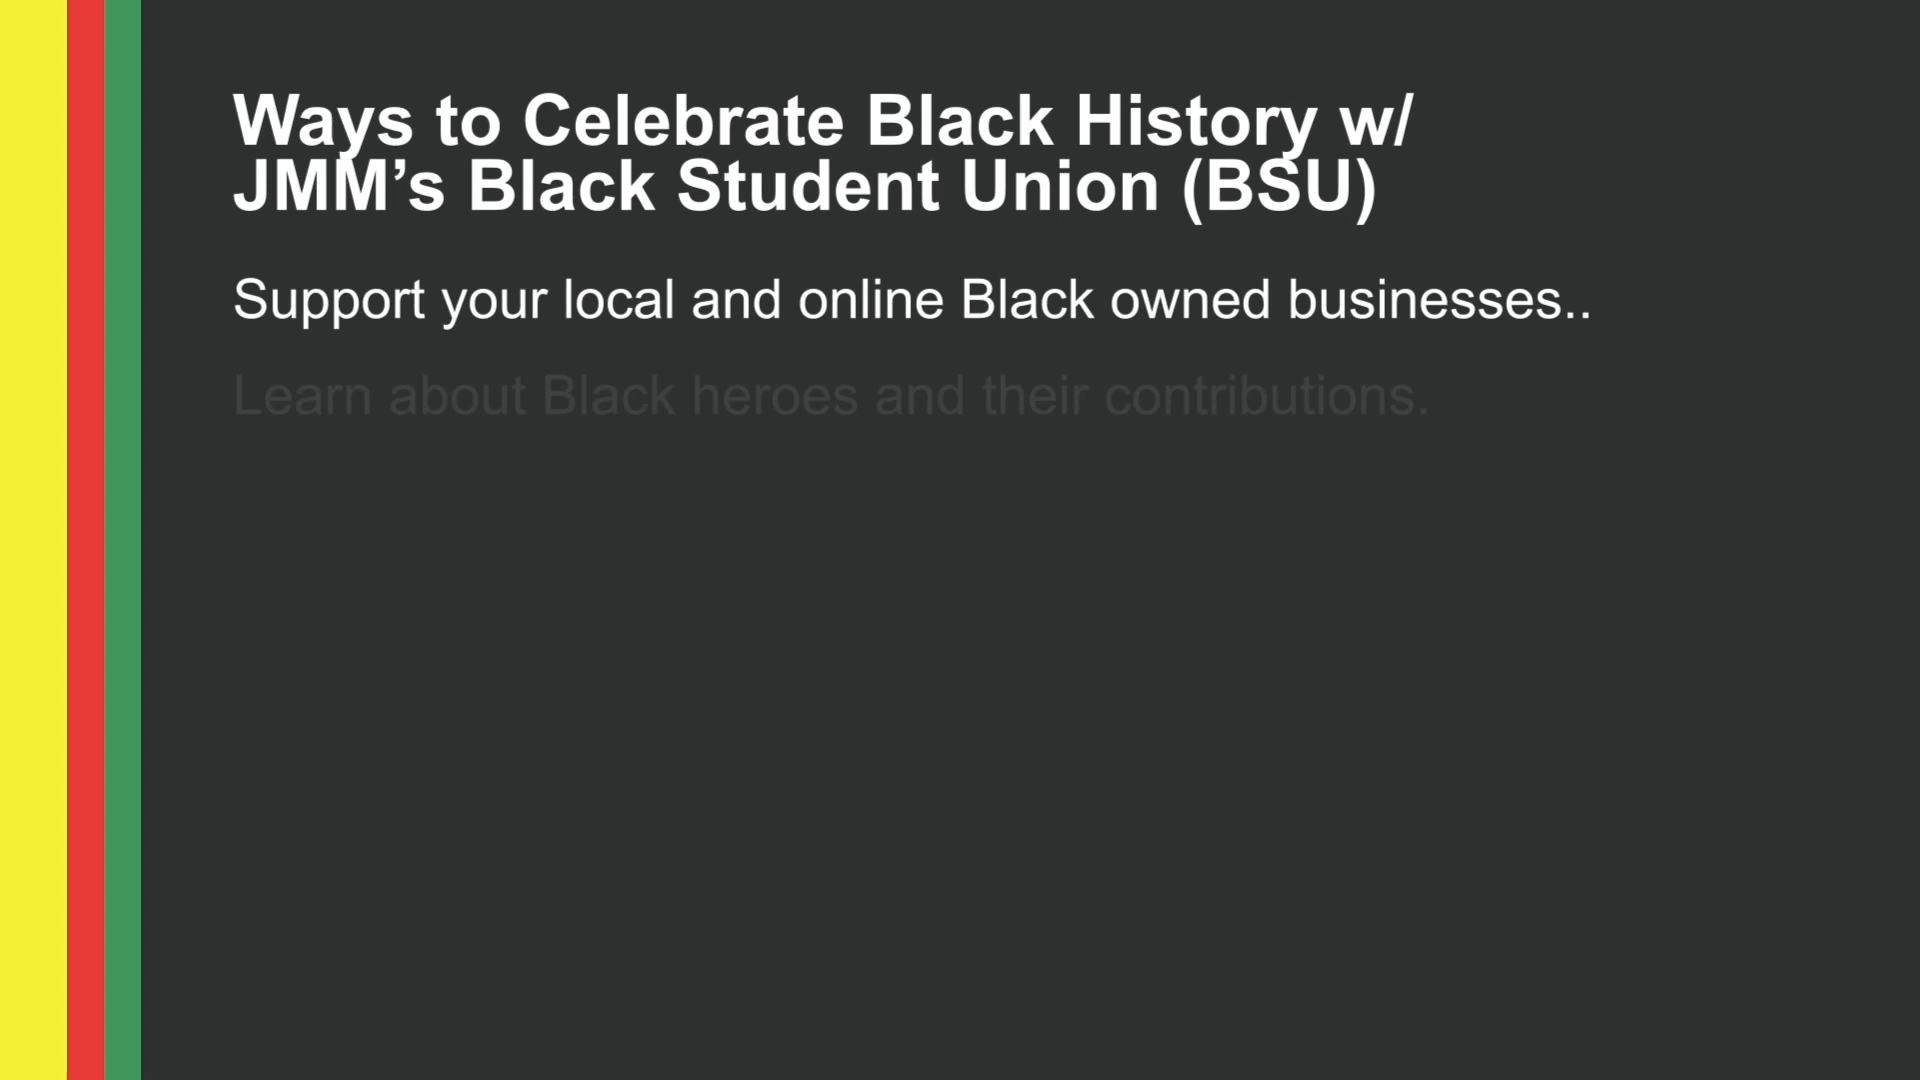 Ways to Celebrate Black History w/
JMM’s Black Student Union (BSU)
Support your local and online Black owned businesses..
Learn about Black heroes and their contributions.